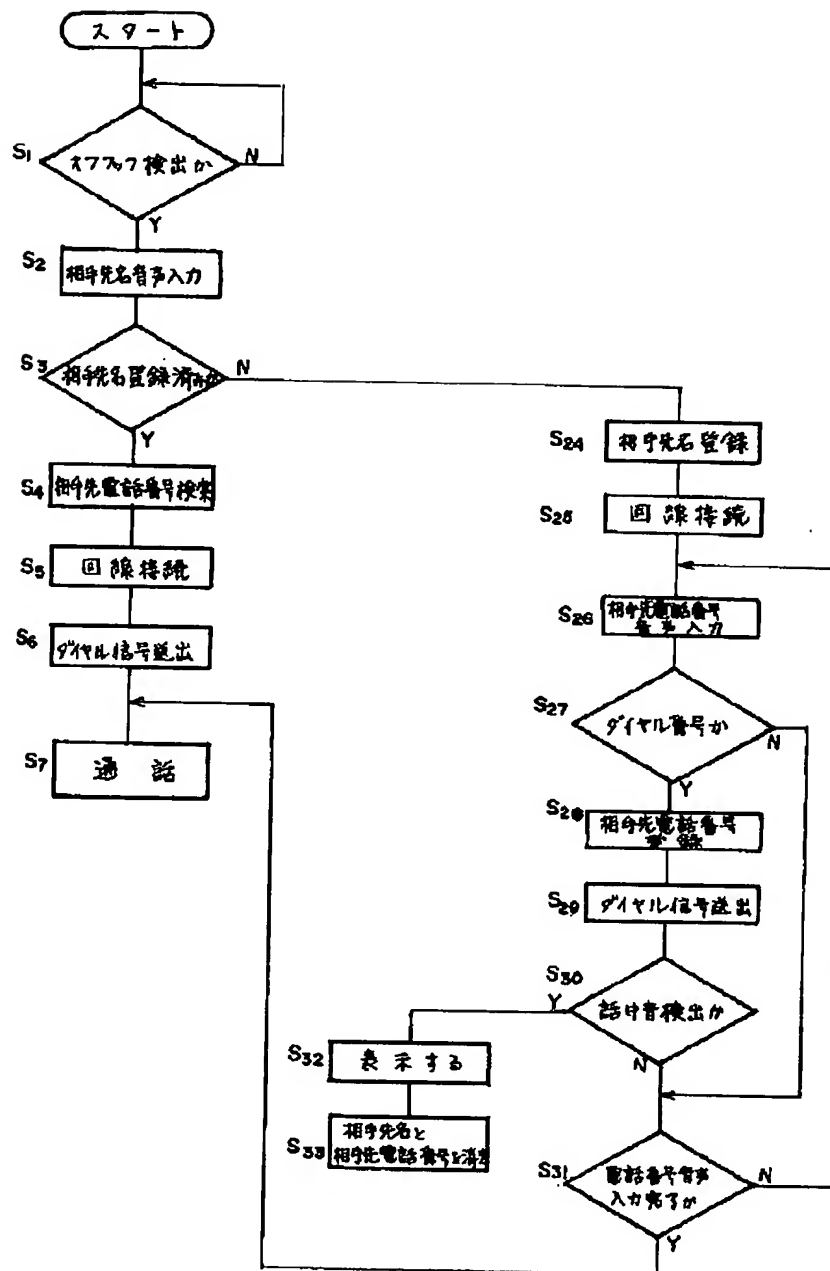 スタート
S1
オフフック検出か
N
Y
S2
相手先名音声入力
S3
相手先名登録済みか
N
Y
S4
相手先電話番号検索
S5
回線接続
S6
ダイヤル信号送出
S7
通話
S24
相手先名登録
S25
回線接続
S26
相手先電話番号
音声入力
S27
ダイヤル番号か
N
Y
S28
相手先電話番号
登録
S29
ダイヤル信号送出
S30
話中音検出か
Y
N
S32
表示する
S33
相手先名と
相手先電話番号を消去
S31
電話番号音声
入力完了か
N
Y